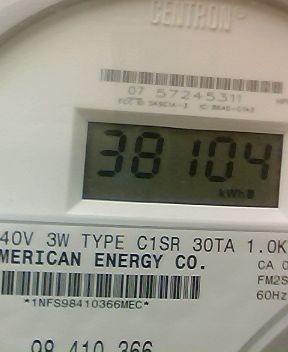 CENTRON®
07 57245311
38104
kWh
40V 3W TYPE C1SR 30TA 1.0K
MERICAN ENERGY CO.
CA 0
FM2S
*1NFS98410366MEC*
60Hz
98 410 366